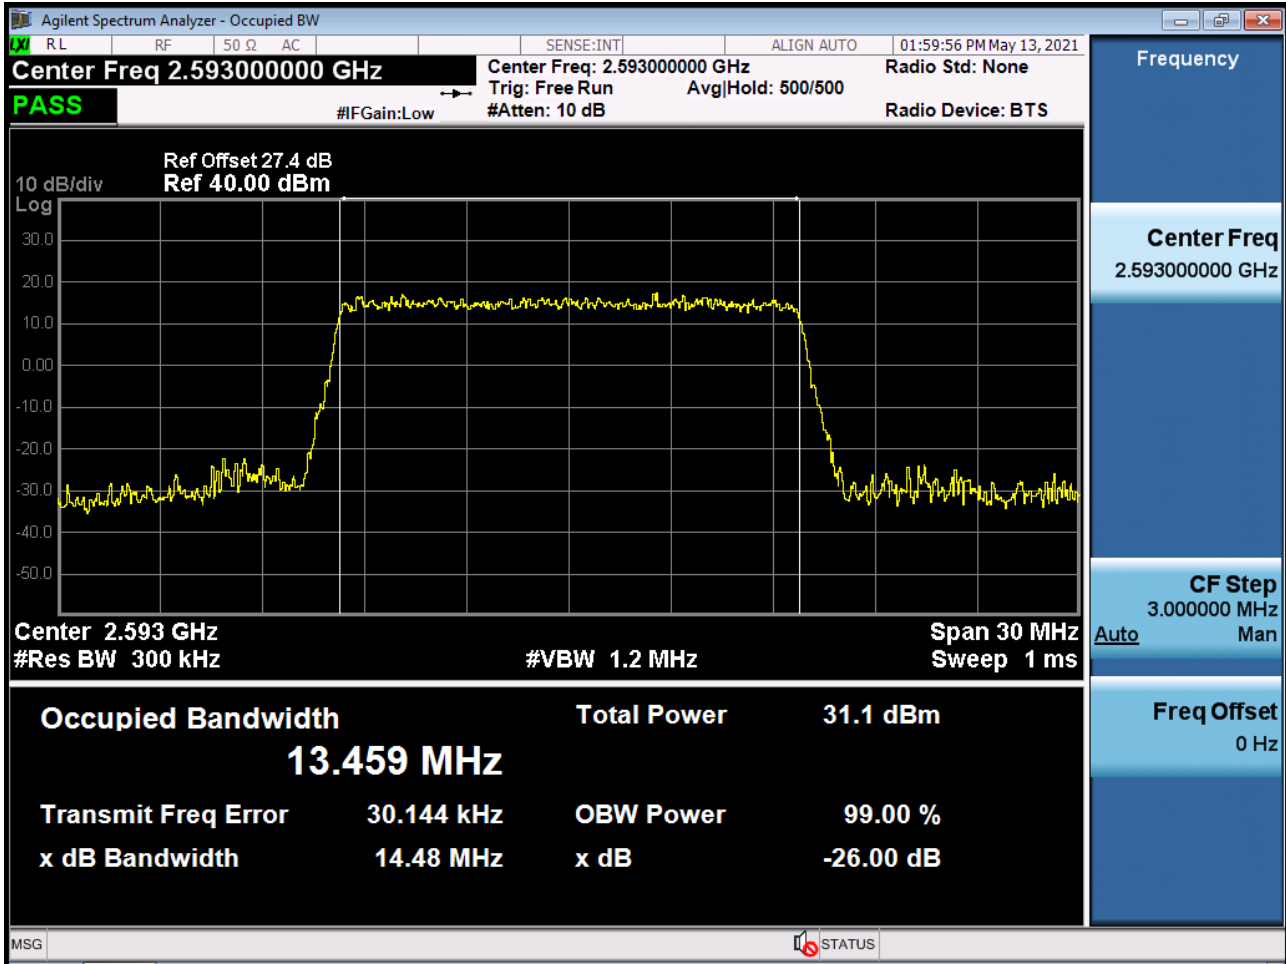 Agilent Spectrum Analyzer - Occupied BW
LXI RL RF 50 Ω AC SENSE:INT ALIGN AUTO 01:59:56 PM May 13, 2021
Center Freq 2.593000000 GHz
Center Freq: 2.593000000 GHz
Radio Std: None
Trig: Free Run
Avg|Hold: 500/500
PASS
#IFGain:Low
#Atten: 10 dB
Radio Device: BTS
Ref Offset 27.4 dB
10 dB/div
Ref 40.00 dBm
Log
30.0
20.0
10.0
0.00
-10.0
-20.0
-30.0
-40.0
-50.0
Center 2.593 GHz
Span 30 MHz
#Res BW 300 kHz
#VBW 1.2 MHz
Sweep 1 ms
Occupied Bandwidth
Total Power
31.1 dBm
13.459 MHz
Transmit Freq Error
30.144 kHz
OBW Power
99.00 %
x dB Bandwidth
14.48 MHz
x dB
-26.00 dB
Frequency
Center Freq
2.593000000 GHz
CF Step
3.000000 MHz
Auto
Man
Freq Offset
0 Hz
MSG
STATUS